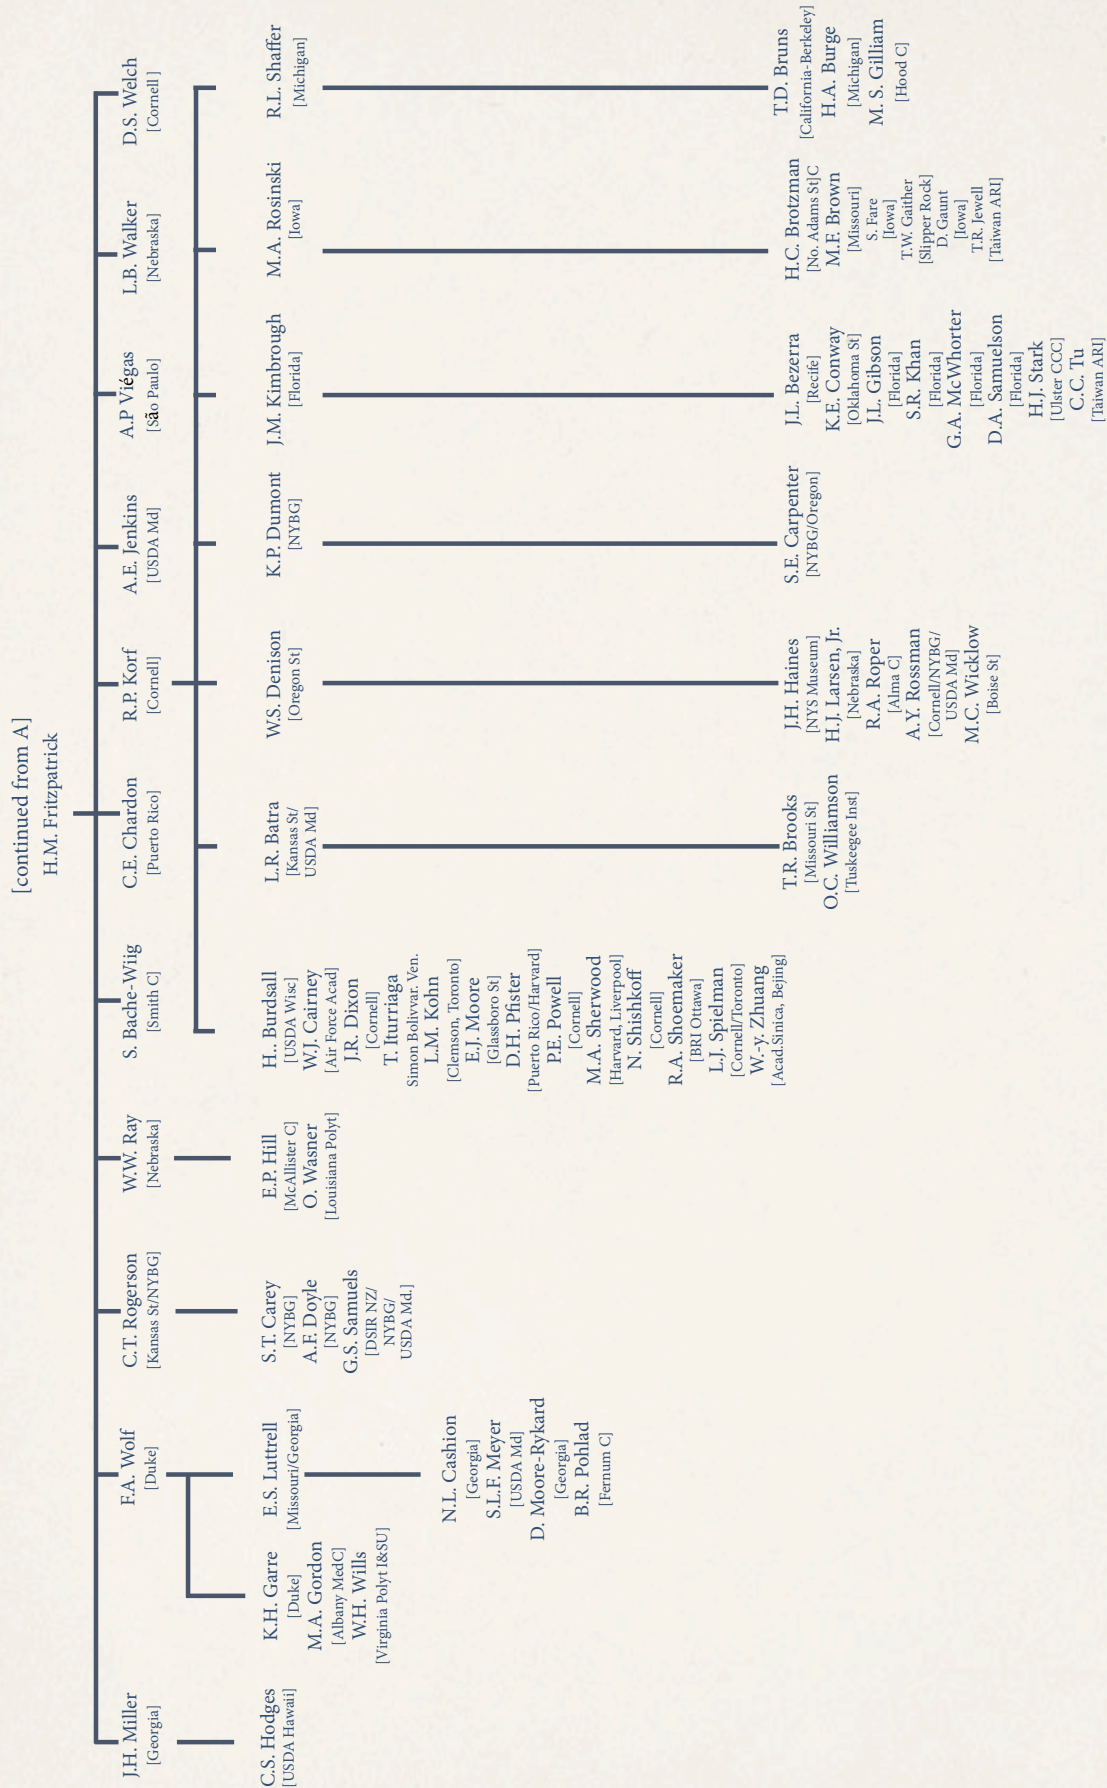 [continued from A]
H.M. Fritzpatrick
J.H. Miller
[Georgia]
F.A. Wolf
[Duke]
C.T. Rogerson
[Kansas St/NYBG]
W.W. Ray
[Nebraska]
S. Bache-Wiig
[Smith C]
C.E. Chardon
[Puerto Rico]
R.P. Korf
[Cornell]
A.E. Jenkins
[USDA Md]
A.P Viégas
[são Paulo]
L.B. Walker
[Nebraska]
D.S. Welch
[Cornell ]
C.S. Hodges
[USDA Hawaii]
K.H. Garre
[Duke]
M.A. Gordon
[Albany MedC]
W.H. Wills
[Virginia Polyt I&SU]
E.S. Luttrell
[Missouri/Georgia]
N.L. Cashion
[Georgia]
S.L.F. Meyer
[USDA Md]
D. Moore-Rykard
[Georgia]
B.R. Pohlad
[Fernum C]
S.T. Carey
[NYBG]
A.F. Doyle
[NYBG]
G.S. Samuels
[DSIR NZ/
NYBG/
USDA Md.]
E.P. Hill
[McAllister C]
O. Wasner
[Louisiana Polyt]
H.. Burdsall
[USDA Wisc]
W.J. Cairney
[Air Force Acad]
J.R. Dixon
[Cornell]
T. Iturriaga
Simon Bolivvar. Ven.
L.M. Kohn
[Clemson, Toronto]
E.J. Moore
[Glassboro St]
D.H. Pfister
[Puerto Rico/Harvard]
P.E. Powell
[Cornell]
M.A. Sherwood
[Harvard, Liverpool]
N. Shishkoff
[Cornell]
R.A. Shoemaker
[BRI Ottawa]
L.J. Spielman
[Cornell/Toronto]
W.-y. Zhuang
[Acad.Sinica, Bejing]
L.R. Batra
[Kansas St/
USDA Md]
T.R. Brooks
[Missouri St]
O.C. Williamson
[Tuskeegee Inst]
W.S. Denison
[Oregon St]
J.H. Haines
[NYS Museum]
H.J. Larsen, Jr.
[Nebraska]
R.A. Roper
[Alma C]
A.Y. Rossman
[Cornell/NYBG/
USDA Md]
M.C. Wicklow
[Boise St]
K.P. Dumont
[NYBG]
S.E. Carpenter
[NYBG/Oregon]
J.M. Kimbrough
[Florida]
J.L. Bezerra
[Recife]
K.E. Conway
[Oklahoma St]
J.L. Gibson
[Florida]
S.R. Khan
[Florida]
G.A. McWhorter
[Florida]
D.A. Samuelson
[Florida]
H.J. Stark
[Ulster CCC]
C.C. Tu
[Taiwan ARI]
M.A. Rosinski
[Iowa]
H.C. Brotzman
[No. Adams St]C
M.F. Brown
[Missouri]
S. Fare
[Iowa]
T.W. Gaither
[Slipper Rock]
D. Gaunt
[Iowa]
T.R. Jewell
[Taiwan ARI]
R.L. Shaffer
[Michigan]
T.D. Bruns
[California-Berkeley]
H.A. Burge
[Michigan]
M. S. Gilliam
[Hood C]